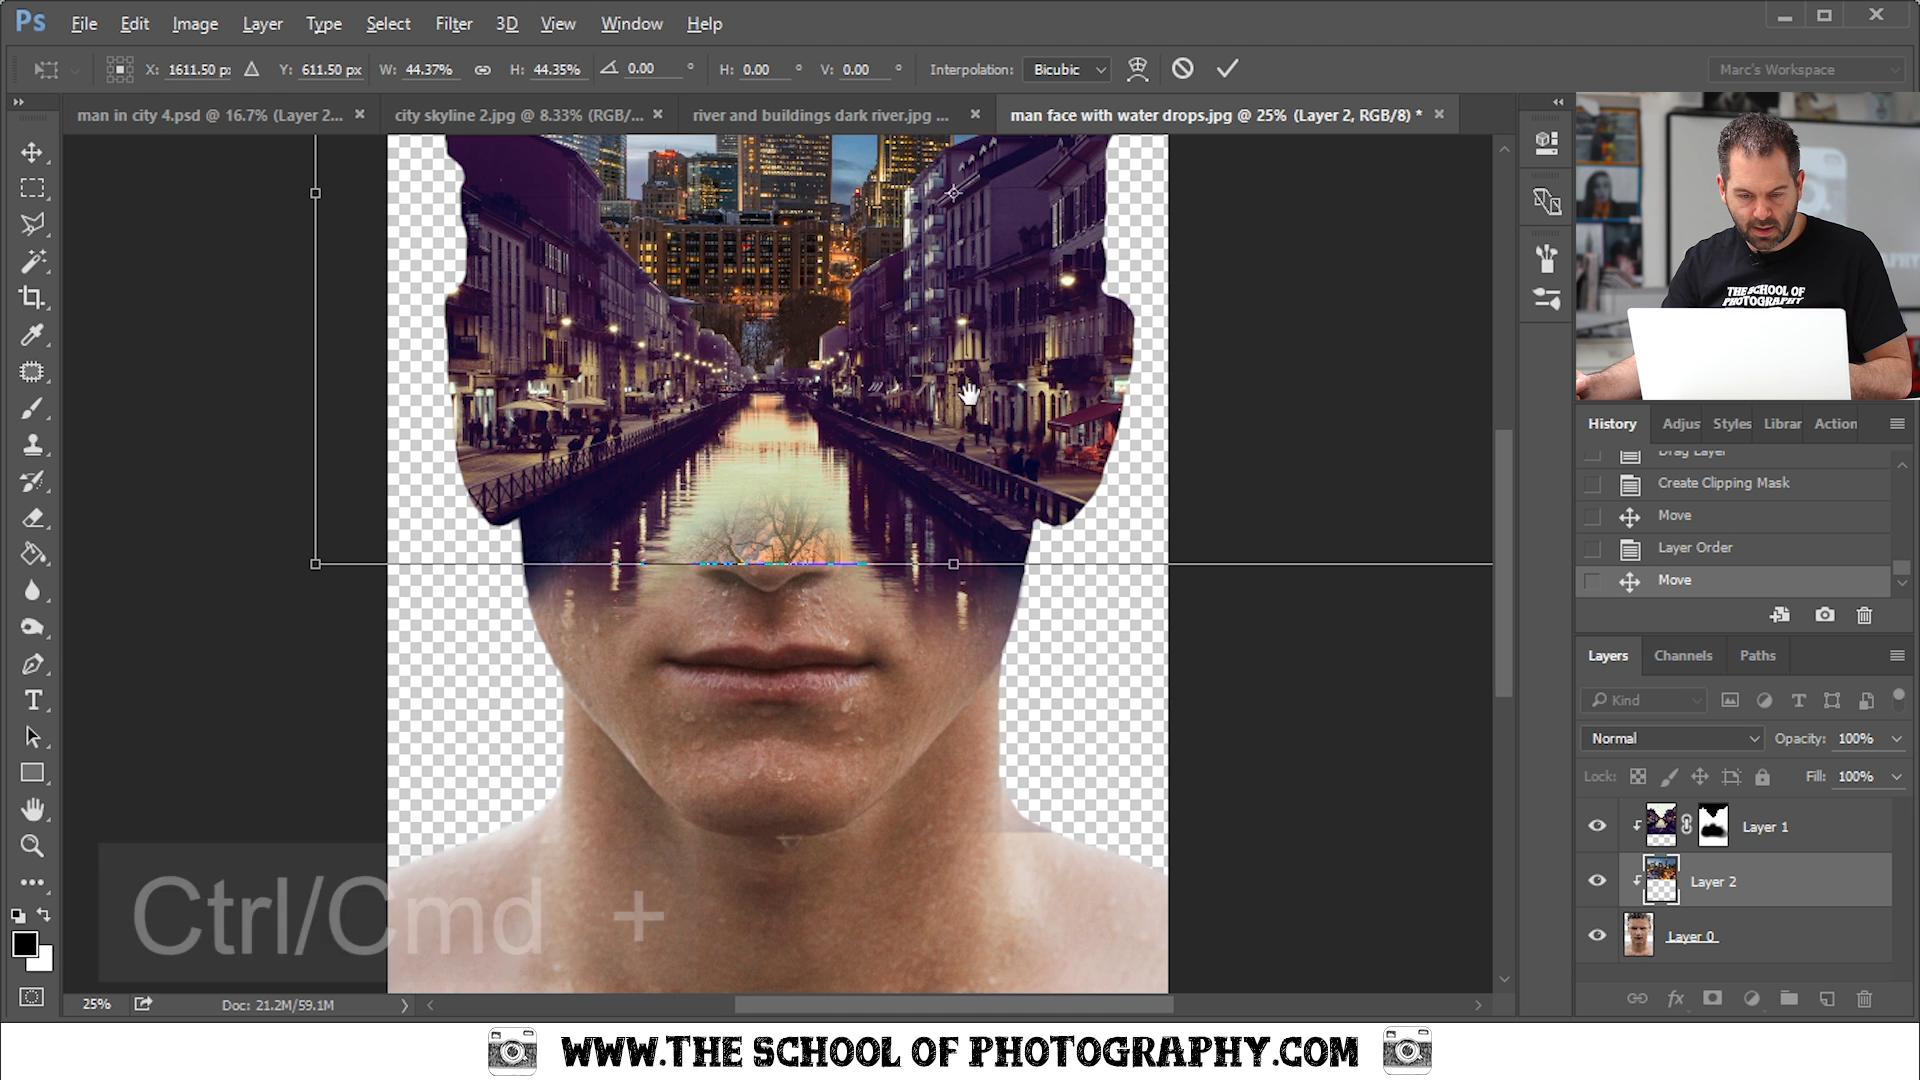 Ps File Edit Image Layer Type Select Filter 3D View Window Help
X: 1611.50 p: Y: 611.50 px W: 44.37% H: 44.35% 0.00 ° H: 0.00 ° V: 0.00 ° Interpolation: Bicubic Marc's Workspace
man in city 4.psd @ 16.7% (Layer 2... × city skyline 2.jpg @ 8.33% (RGB/... × river and buildings dark river.jpg ... × man face with water drops.jpg @ 25% (Layer 2, RGB/8) * ×
THE SCHOOL OF
PHOTOGRAPHY
History Adjus Styles Librar Action
Drag Layer
Create Clipping Mask
Move
Layer Order
Move
Layers Channels Paths
Kind
Normal Opacity: 100%
Lock: Fill: 100%
Layer 1
Layer 2
Layer 0
Ctrl/Cmd +
25% Doc: 21.2M/59.1M
WWW.THE SCHOOL OF PHOTOGRAPHY.COM